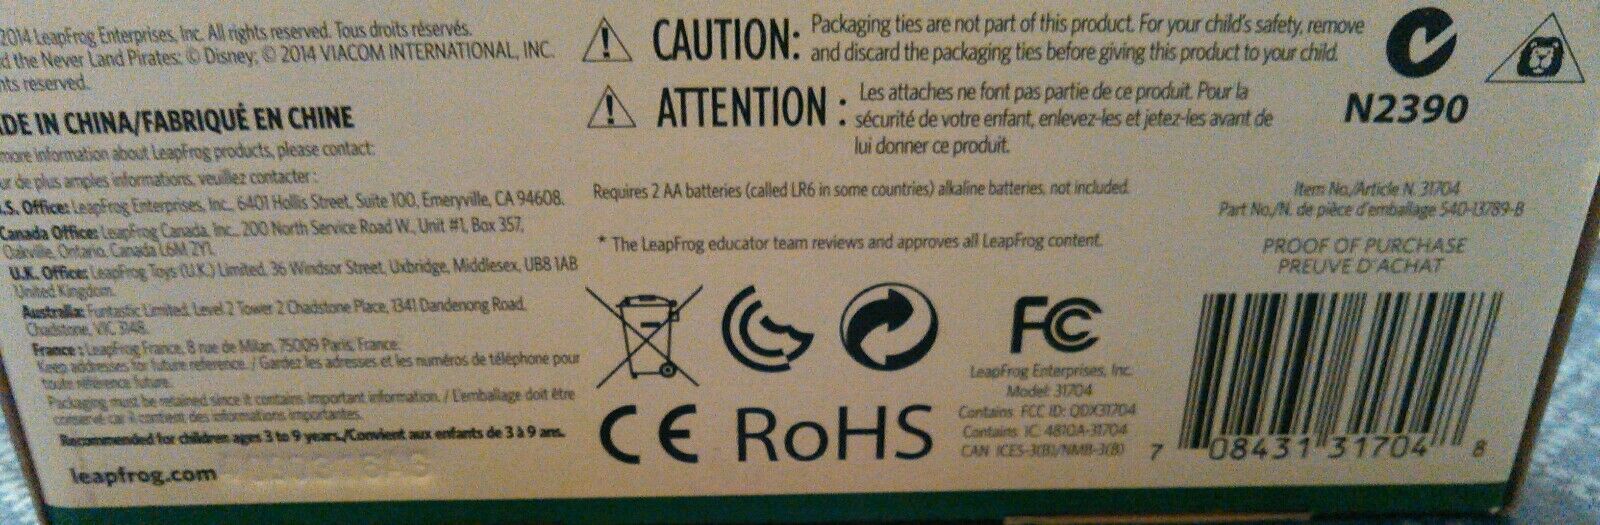 2014 LeapFrog Enterprises, Inc. All rights reserved. Tous droits réservés.
d the Never Land Pirates: © Disney; © 2014 VIACOM INTERNATIONAL, INC.
hts reserved.
DE IN CHINA/FABRIQUÉ EN CHINE
more information about LeapFrog products, please contact:
ur de plus amples informations, veuillez contacter :
.S. Office: LeapFrog Enterprises, Inc., 6401 Hollis Street, Suite 100, Emeryville, CA 94608.
Canada Office: LeapFrog Canada, Inc., 200 North Service Road W., Unit #1, Box 357,
Oakville, Ontario, Canada L6M 2Y1.
U.K. Office: LeapFrog Toys (U.K.) Limited, 36 Windsor Street, Uxbridge, Middlesex, UB8 1AB
United Kingdom.
Australia: Funtastic Limited, Level 2 Tower 2 Chadstone Place, 1341 Dandenong Road,
Chadstone, VIC 3148.
France : LeapFrog France, 8 rue de Milan, 75009 Paris, France.
Keep addresses for future reference. / Gardez les adresses et les numéros de téléphone pour
toute référence future.
Packaging must be retained since it contains important information. / L'emballage doit être
conservé car il contient des informations importantes.
Recommended for children ages 3 to 9 years./Convient aux enfants de 3 à 9 ans.
leapfrog.com
CAUTION: Packaging ties are not part of this product. For your child's safety, remove
and discard the packaging ties before giving this product to your child.
ATTENTION : Les attaches ne font pas partie de ce produit. Pour la
sécurité de votre enfant, enlevez-les et jetez-les avant de
lui donner ce produit.
N2390
Requires 2 AA batteries (called LR6 in some countries) alkaline batteries, not included.
* The LeapFrog educator team reviews and approves all LeapFrog content.
Item No./Article N. 31704
Part No./N. de pièce d'emballage 540-13789-B
PROOF OF PURCHASE
PREUVE D'ACHAT
FC
LeapFrog Enterprises, Inc.
Model: 31704
Contains FCC ID: QDX31704
Contains IC: 4810A-31704
CAN ICES-3(B)/NMB-3(B)
CE RoHS
7 08431 31704 8